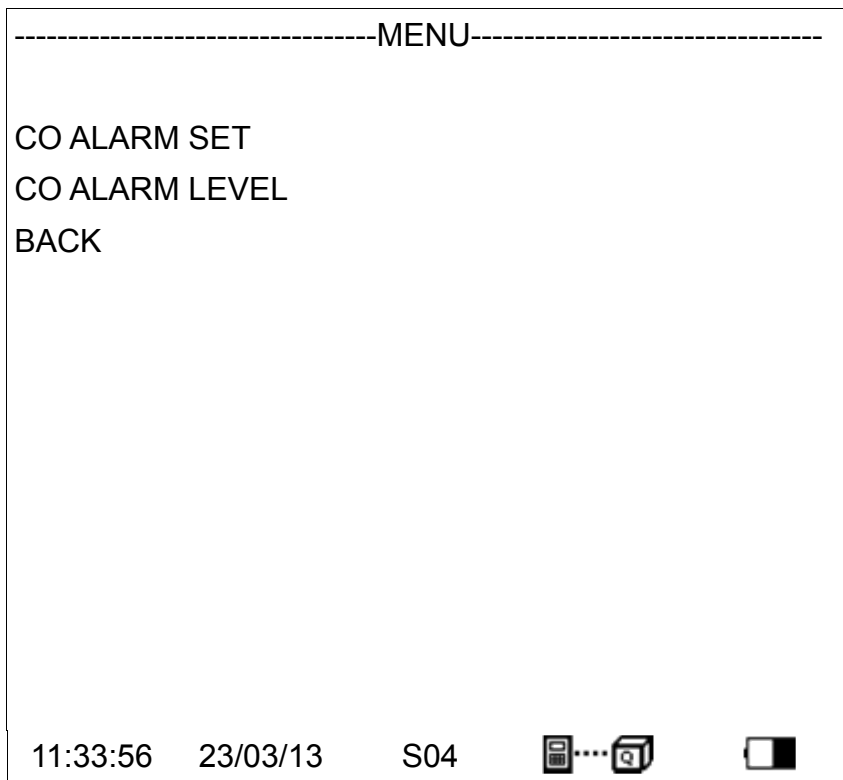 ---------------------------------MENU---------------------------------
CO ALARM SET
CO ALARM LEVEL
BACK
11:33:56 23/03/13 S04 Q